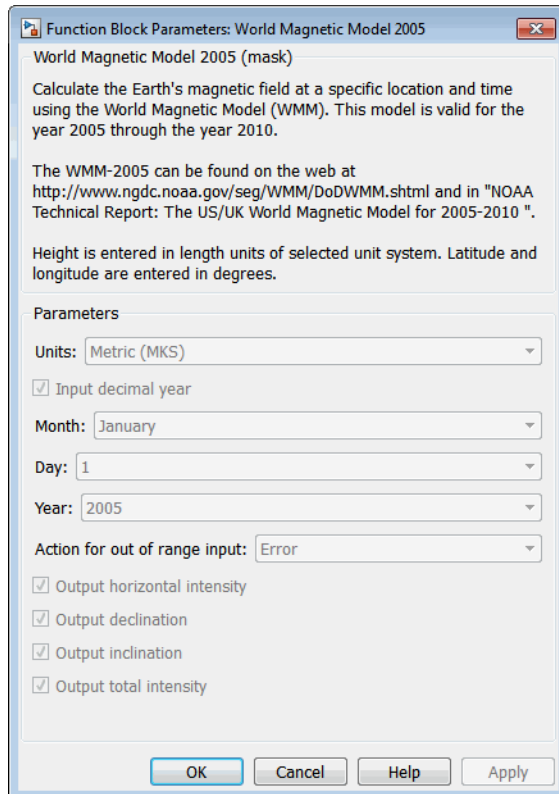 Function Block Parameters: World Magnetic Model 2005
World Magnetic Model 2005 (mask)
Calculate the Earth's magnetic field at a specific location and time
using the World Magnetic Model (WMM). This model is valid for the
year 2005 through the year 2010.
The WMM-2005 can be found on the web at
http://www.ngdc.noaa.gov/seg/WMM/DoDWMM.shtml and in "NOAA
Technical Report: The US/UK World Magnetic Model for 2005-2010 ".
Height is entered in length units of selected unit system. Latitude and
longitude are entered in degrees.
Parameters
Units: Metric (MKS)
Input decimal year
Month: January
Day: 1
Year: 2005
Action for out of range input: Error
Output horizontal intensity
Output declination
Output inclination
Output total intensity
OK Cancel Help Apply